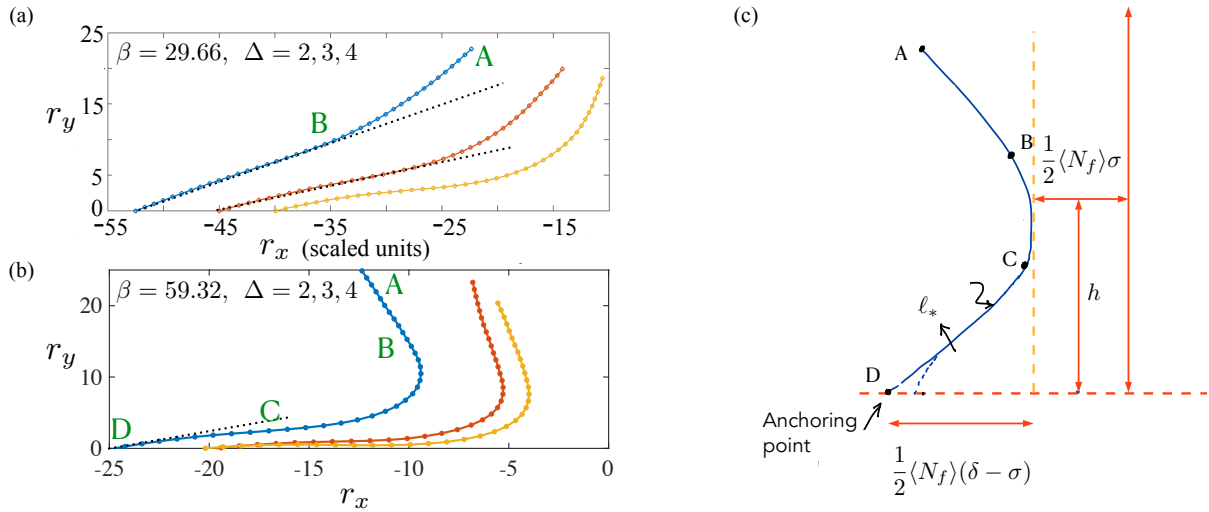 (a)
25
20
15
10
5
0
r_y
β = 29.66, Δ = 2, 3, 4
A
B
-55
-45
-35
-25
-15
r_x (scaled units)
(b)
β = 59.32, Δ = 2, 3, 4
20
10
0
r_y
A
B
C
D
-25
-20
-15
-10
-5
0
r_x
(c)
A
B
1/2⟨N_f⟩σ
C
h
ℓ_*
D
Anchoring
point
1/2⟨N_f⟩(δ − σ)